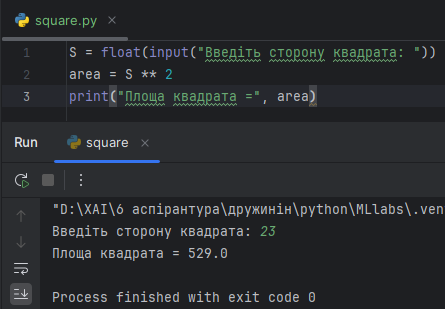 square.py
1 S = float(input("Введіть сторону квадрата: "))
2 area = S ** 2
3 print("Площа квадрата =", area)
Run square
"D:\XAI\6 аспірантура\дружинін\python\MLlabs\.ven
Введіть сторону квадрата: 23
Площа квадрата = 529.0
Process finished with exit code 0